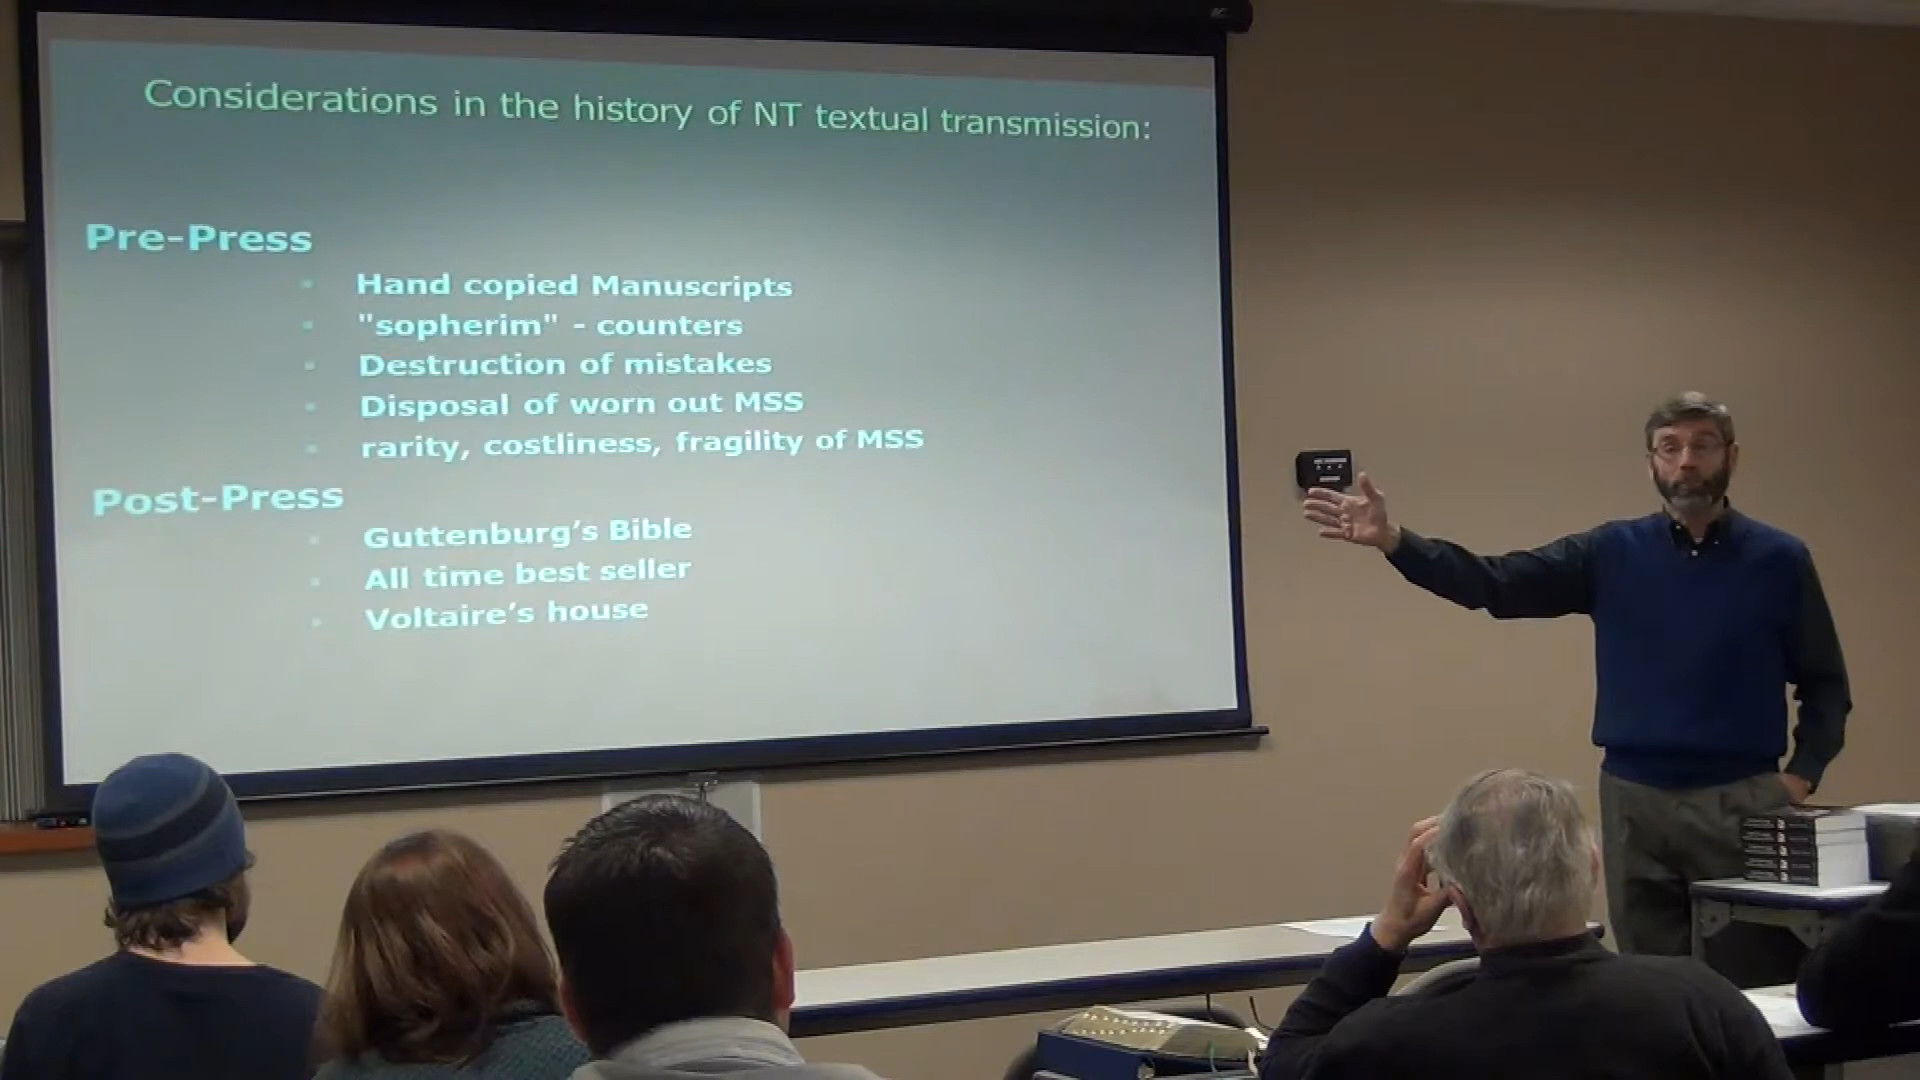 Considerations in the history of NT textual transmission:
Pre-Press
Hand copied Manuscripts
"sopherim" - counters
Destruction of mistakes
Disposal of worn out MSS
rarity, costliness, fragility of MSS
Post-Press
Guttenburg's Bible
All time best seller
Voltaire's house